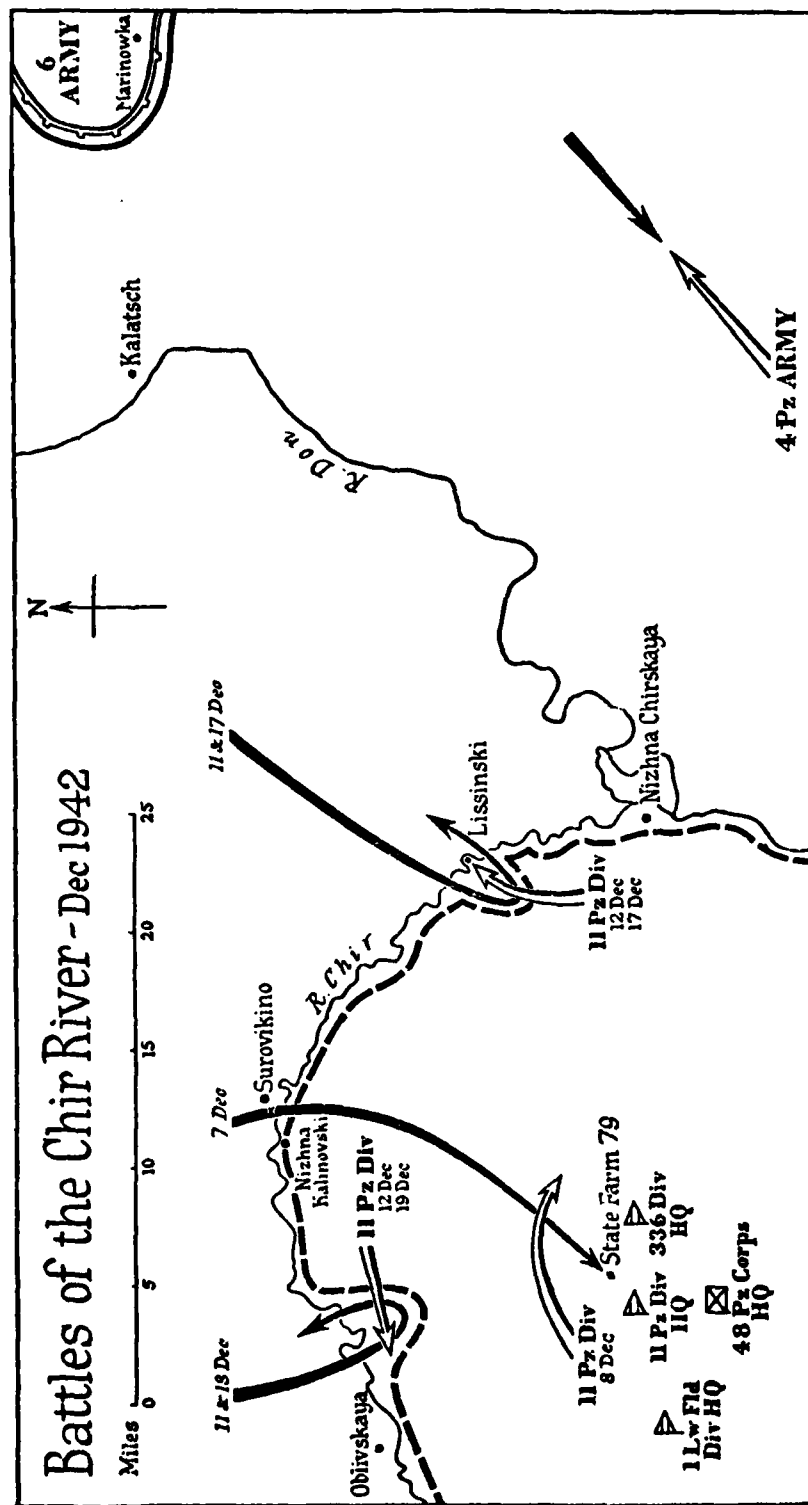 Battles of the Chir River - Dec 1942
Miles
0
5
10
15
20
25
N
6
ARMY
Marinowka
Kalatsch
R. Don
11 & 17 Dec
7 Dec
11 & 18 Dec
Surovikino
R. Chir
Nizhna
Kalinovski
Lissinski
Oblivskaya
11 Pz Div
12 Dec
19 Dec
11 Pz Div
12 Dec
17 Dec
Nizhna Chirskaya
4 Pz ARMY
11 Pz Div
8 Dec
State Farm 79
336 Div
HQ
11 Pz Div
HQ
48 Pz Corps
HQ
1 Lw Fld
Div HQ